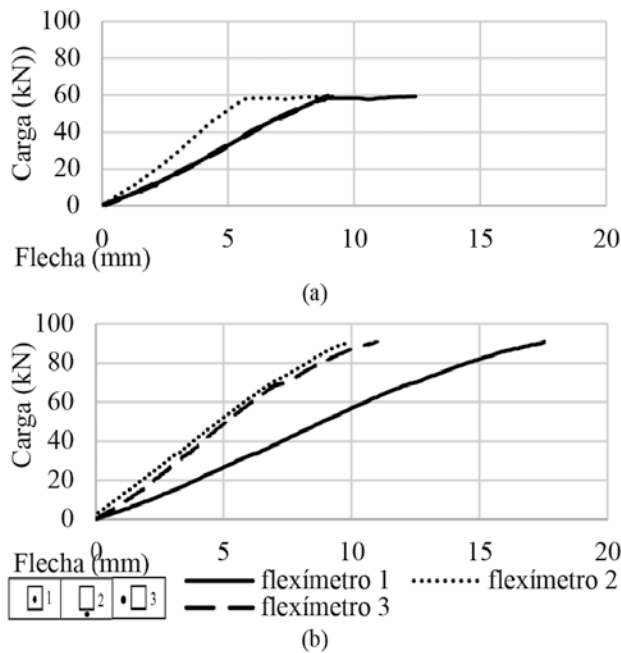 100
80
60
40
20
0
Carga (kN))
0 5 10 15 20
Flecha (mm)
(a)
100
80
60
40
20
0
Carga (kN)
0 5 10 15 20
Flecha (mm)
1 2 3
flexímetro 1 flexímetro 2
flexímetro 3
(b)